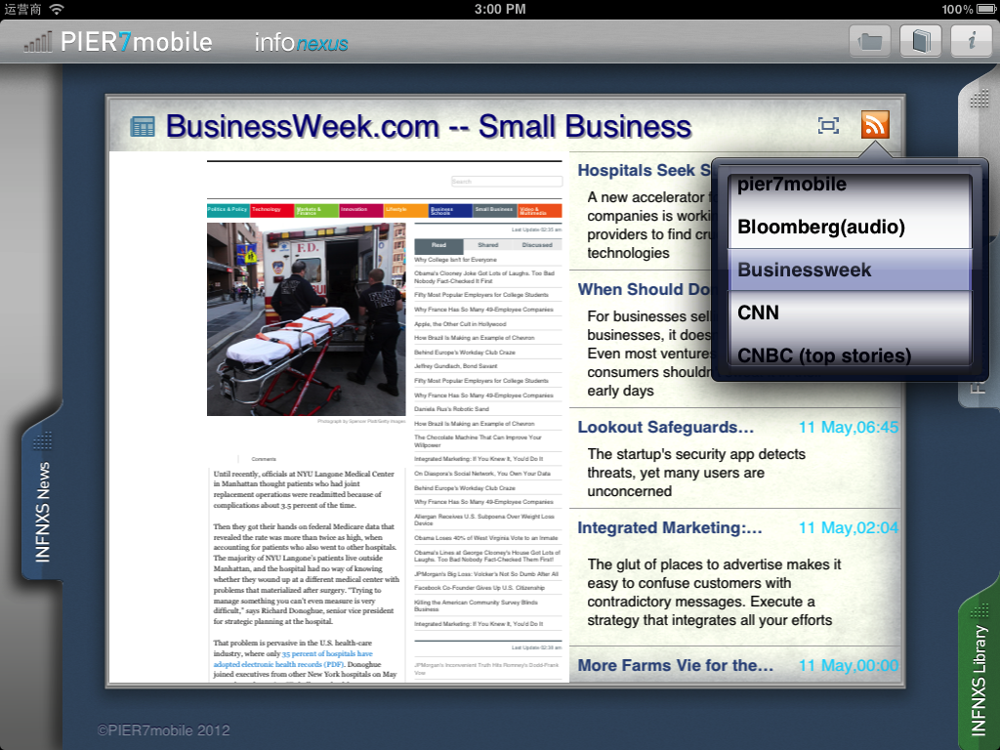 运营商
3:00 PM
100%
PIER7mobile
infonexus
BusinessWeek.com -- Small Business
Search
Politics & Policy
Technology
Markets &
Finance
Innovation
Lifestyle
Business
Schools
Small Business
Video &
Multimedia
F.D.
Photograph by Spencer Platt/Getty Images
Comments
Until recently, officials at NYU Langone Medical Center
in Manhattan thought patients who had joint
replacement operations were readmitted because of
complications about 3.5 percent of the time.
Then they got their hands on federal Medicare data that
revealed the rate was more than twice as high, when
accounting for patients who also went to other hospitals.
The majority of NYU Langone's patients live outside
Manhattan, and the hospital had no way of knowing
whether they wound up at a different medical center with
problems that materialized after surgery. "Trying to
manage something you can't even measure is very
difficult," says Richard Donoghue, senior vice president
for strategic planning at the hospital.
That problem is pervasive in the U.S. health-care
industry, where only 35 percent of hospitals have
adopted electronic health records (PDF). Donoghue
joined executives from other New York hospitals on May
Last Update-02:35 am
Read
Shared
Discussed
Why College Isn't for Everyone
Obama's Clooney Joke Got Lots of Laughs. Too Bad
Nobody Fact-Checked It First
Fifty Most Popular Employers for College Students
Why France Has So Many 49-Employee Companies
Apple, the Other Cult in Hollywood
How Brazil Is Making an Example of Chevron
Behind Europe's Workday Club Craze
Jeffrey Gundlach, Bond Savant
Fifty Most Popular Employers for College Students
Why France Has So Many 49-Employee Companies
Daniela Rus's Robotic Sand
How Brazil Is Making an Example of Chevron
The Chocolate Machine That Can Improve Your
Willpower
Integrated Marketing: If You Knew It, You'd Do It
On Diaspora's Social Network, You Own Your Data
Behind Europe's Workday Club Craze
Why France Has So Many 49-Employee Companies
Allergan Receives U.S. Subpoena Over Weight Loss
Device
Obama Loses 40% of West Virginia Vote to an Inmate
Obama's Lines at George Clooney's House Got Lots of
Laughs. Too Bad Nobody Fact-Checked Them First!
JPMorgan's Big Loss: Volcker's Not So Dumb After All
Facebook Co-Founder Gives Up U.S. Citizenship
Killing the American Community Survey Blinds
Business
Integrated Marketing: If You Knew It, You'd Do It
Last Update-02:35 am
JPMorgan's Inconvenient Truth Hits Romney's Dodd-Frank
Vow
Hospitals Seek S
A new accelerator f
companies is worki
providers to find cru
technologies
When Should Do
For businesses sell
businesses, it does
Even most ventures
consumers shouldn
early days
Lookout Safeguards... 11 May,06:45
The startup's security app detects
threats, yet many users are
unconcerned
Integrated Marketing:... 11 May,02:04
The glut of places to advertise makes it
easy to confuse customers with
contradictory messages. Execute a
strategy that integrates all your efforts
More Farms Vie for the... 11 May,00:00
pier7mobile
Bloomberg(audio)
Businessweek
CNN
CNBC (top stories)
INFNXS News
INFNXS Library
©PIER7mobile 2012